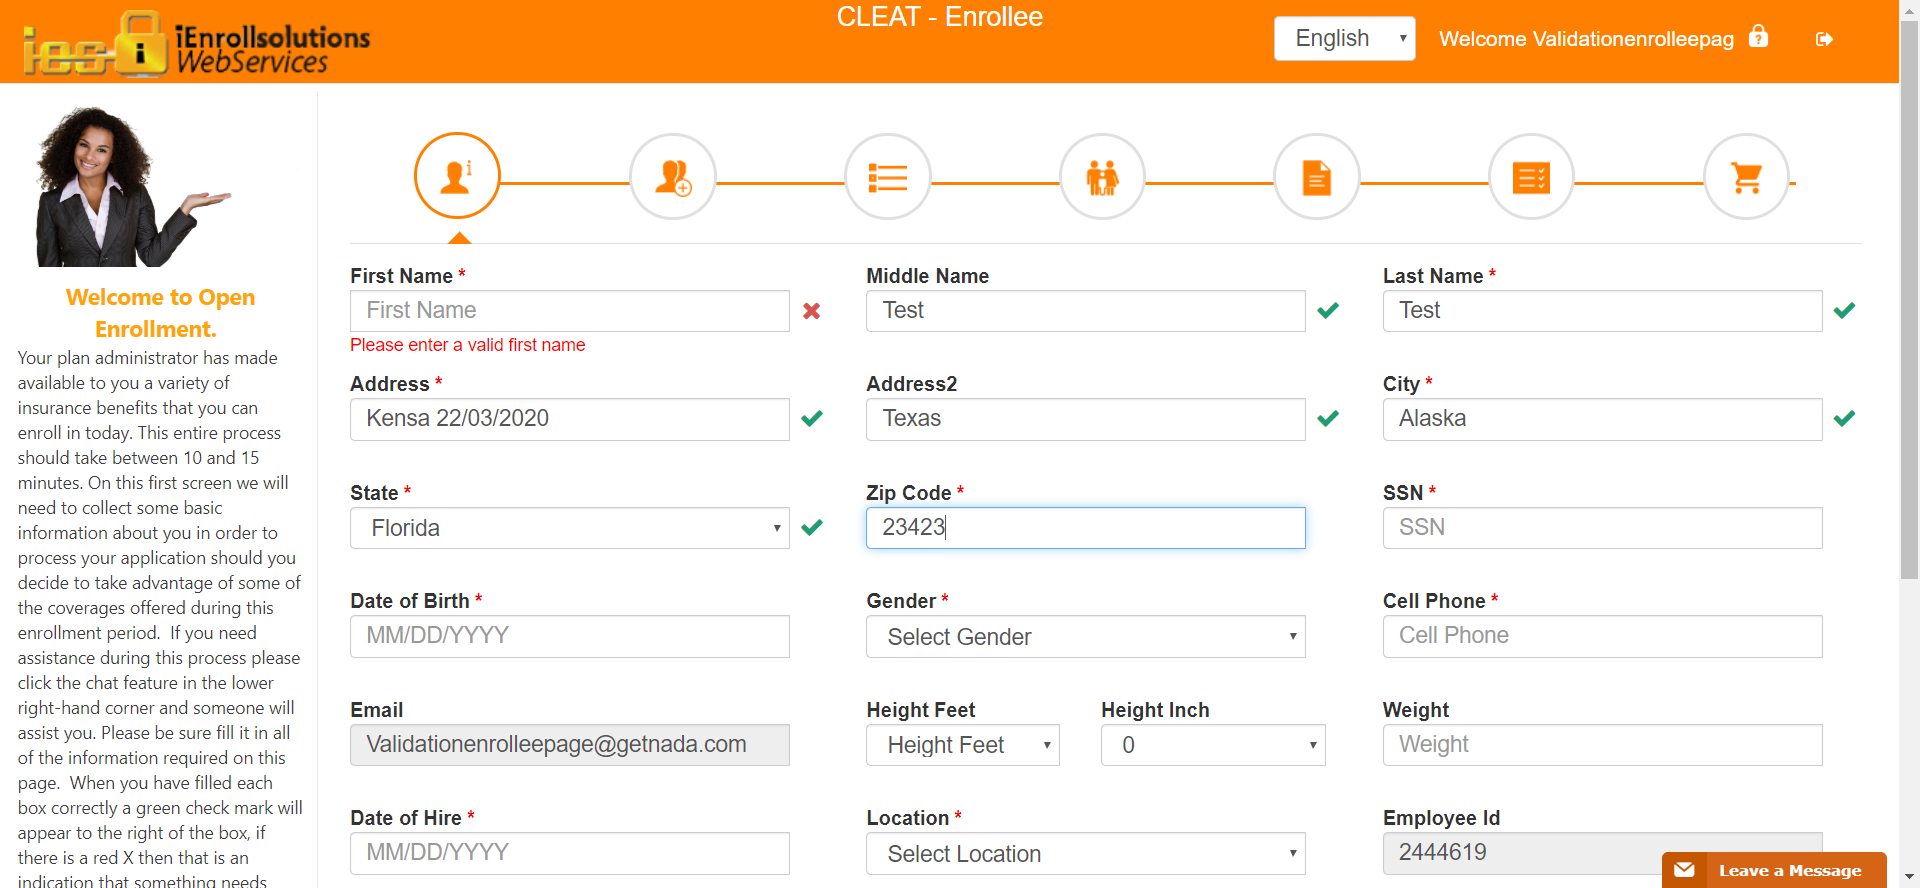 CLEAT - Enrollee
ies i iEnrollsolutions
WebServices
English
Welcome Validationenrolleepag
?
Welcome to Open
Enrollment.
Your plan administrator has made
available to you a variety of
insurance benefits that you can
enroll in today. This entire process
should take between 10 and 15
minutes. On this first screen we will
need to collect some basic
information about you in order to
process your application should you
decide to take advantage of some of
the coverages offered during this
enrollment period.  If you need
assistance during this process please
click the chat feature in the lower
right-hand corner and someone will
assist you. Please be sure fill it in all
of the information required on this
page.  When you have filled each
box correctly a green check mark will
appear to the right of the box, if
there is a red X then that is an
indication that something needs
i
First Name *
First Name
Please enter a valid first name
Middle Name
Test
Last Name *
Test
Address *
Kensa 22/03/2020
Address2
Texas
City *
Alaska
State *
Florida
Zip Code *
23423
SSN *
SSN
Date of Birth *
MM/DD/YYYY
Gender *
Select Gender
Cell Phone *
Cell Phone
Email
Validationenrolleepage@getnada.com
Height Feet
Height Feet
Height Inch
0
Weight
Weight
Date of Hire *
MM/DD/YYYY
Location *
Select Location
Employee Id
2444619
Leave a Message